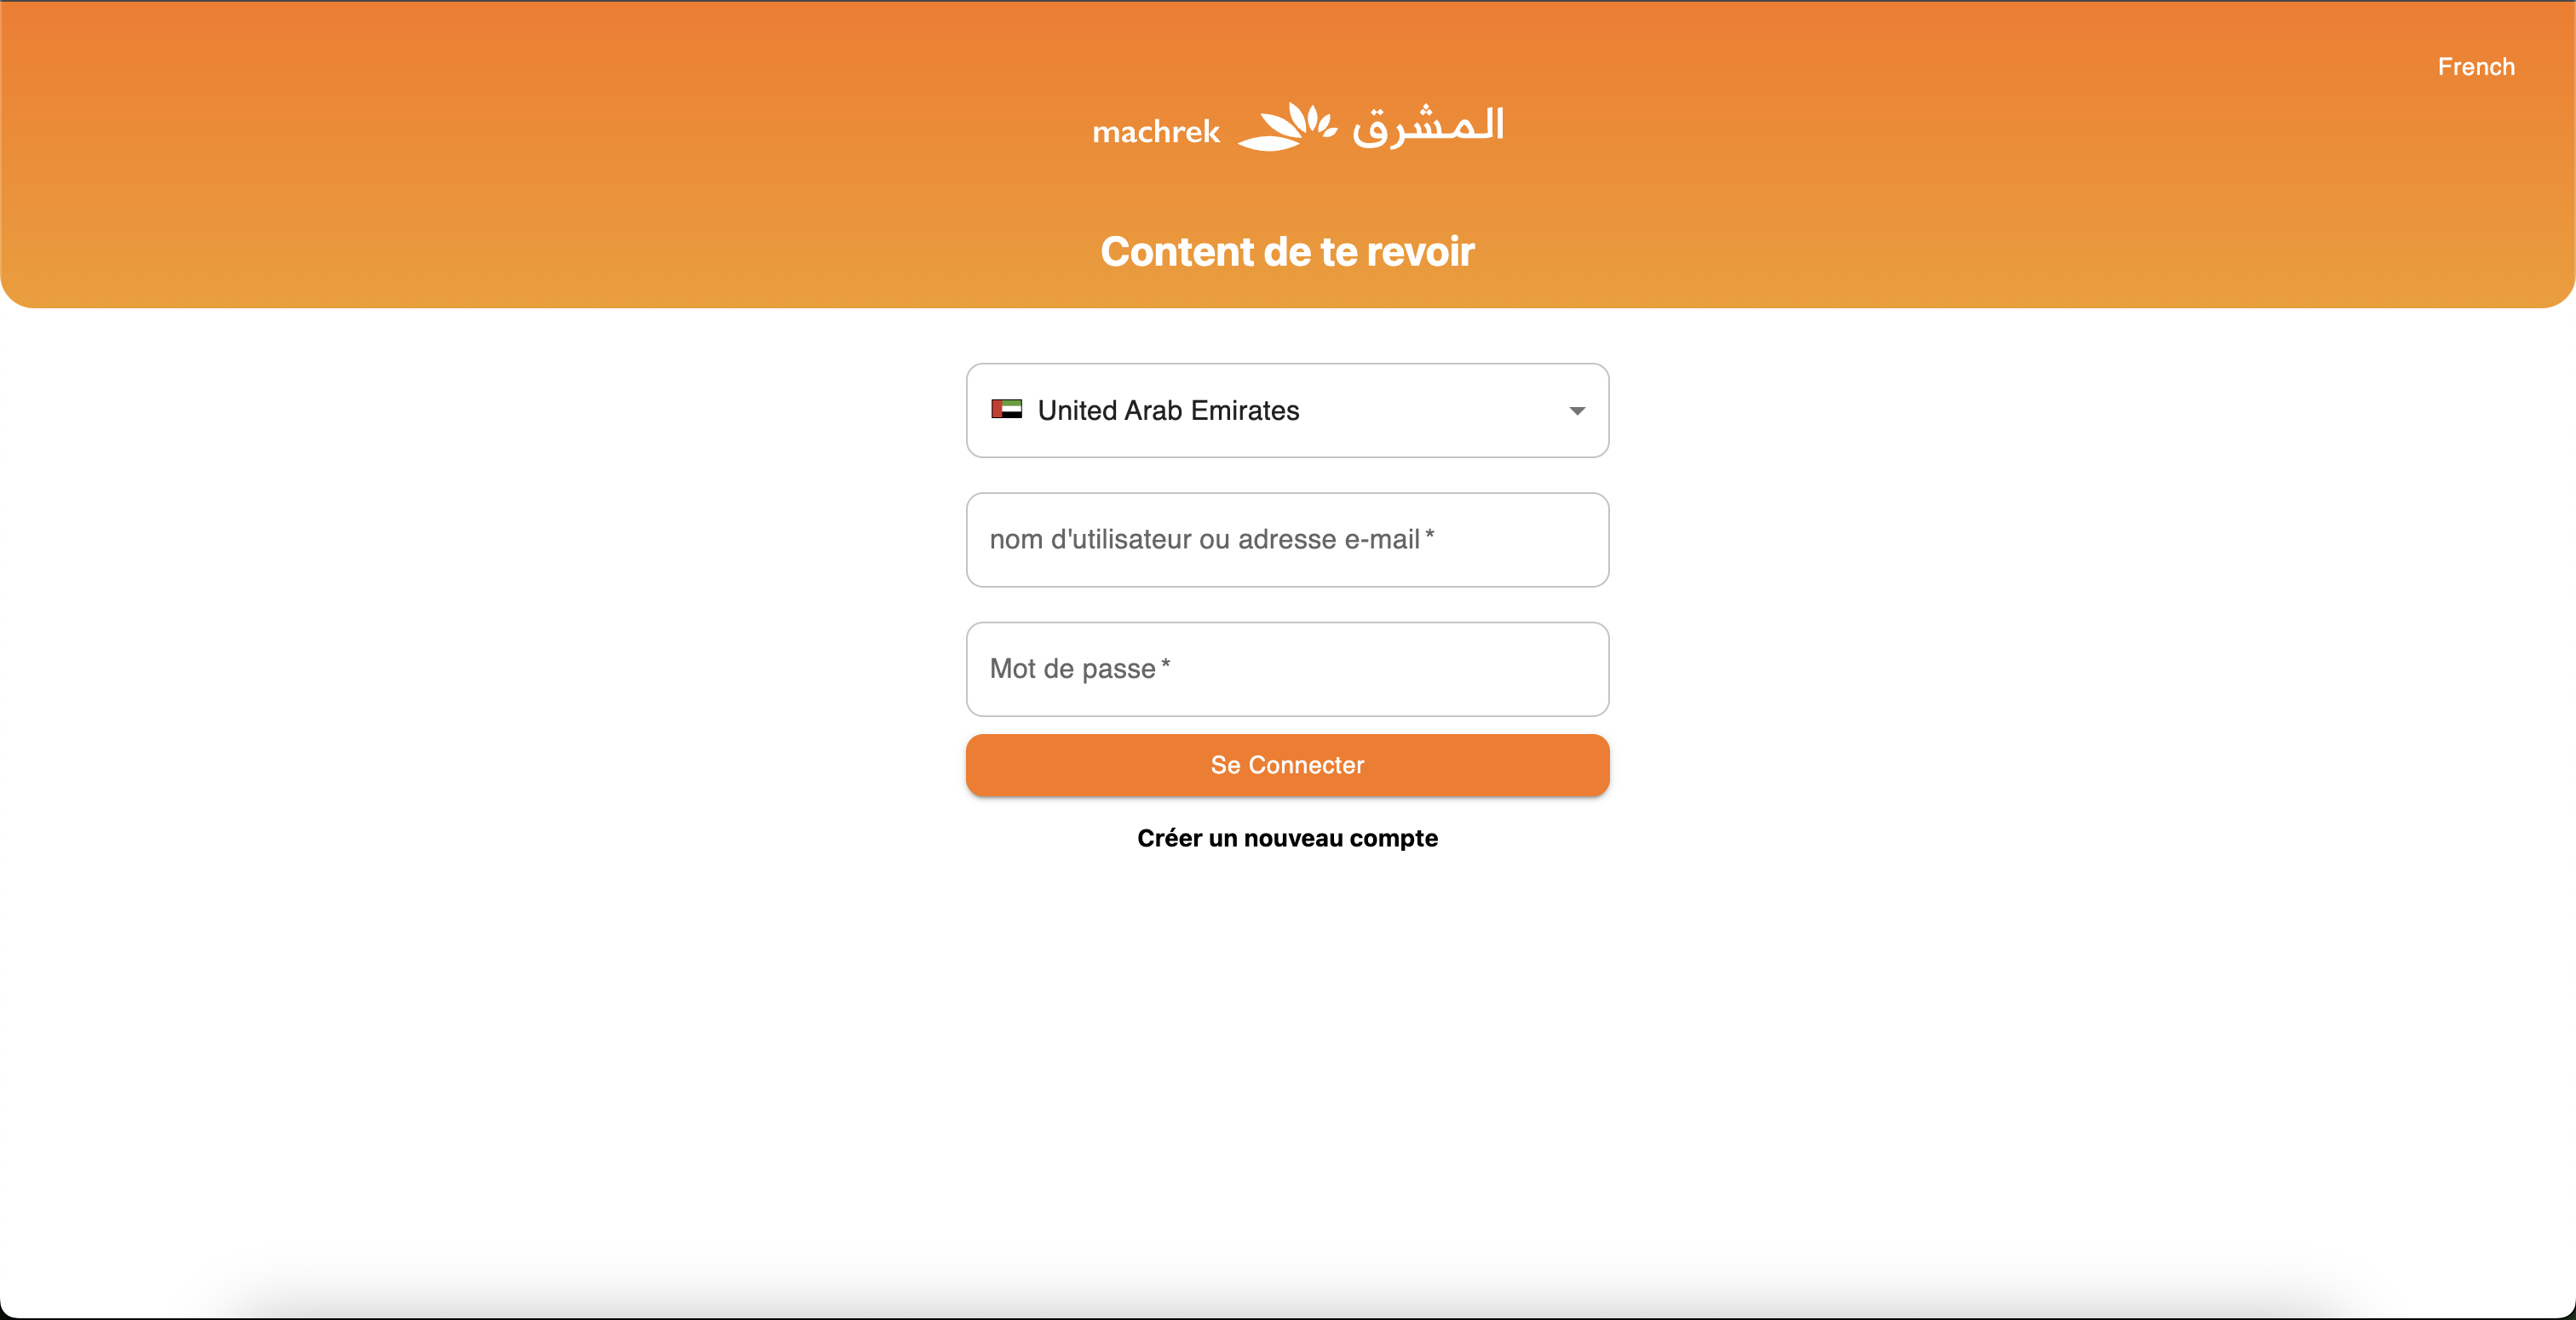 French
machrek المشرق
Content de te revoir
United Arab Emirates
nom d'utilisateur ou adresse e-mail *
Mot de passe *
Se Connecter
Créer un nouveau compte